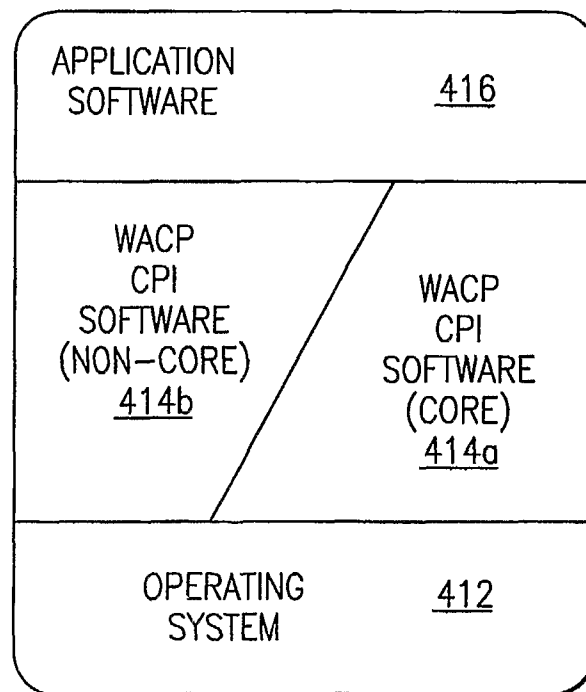 APPLICATION
SOFTWARE
416
WACP
CPI
SOFTWARE
(NON-CORE)
414b
WACP
CPI
SOFTWARE
(CORE)
414a
OPERATING
SYSTEM
412